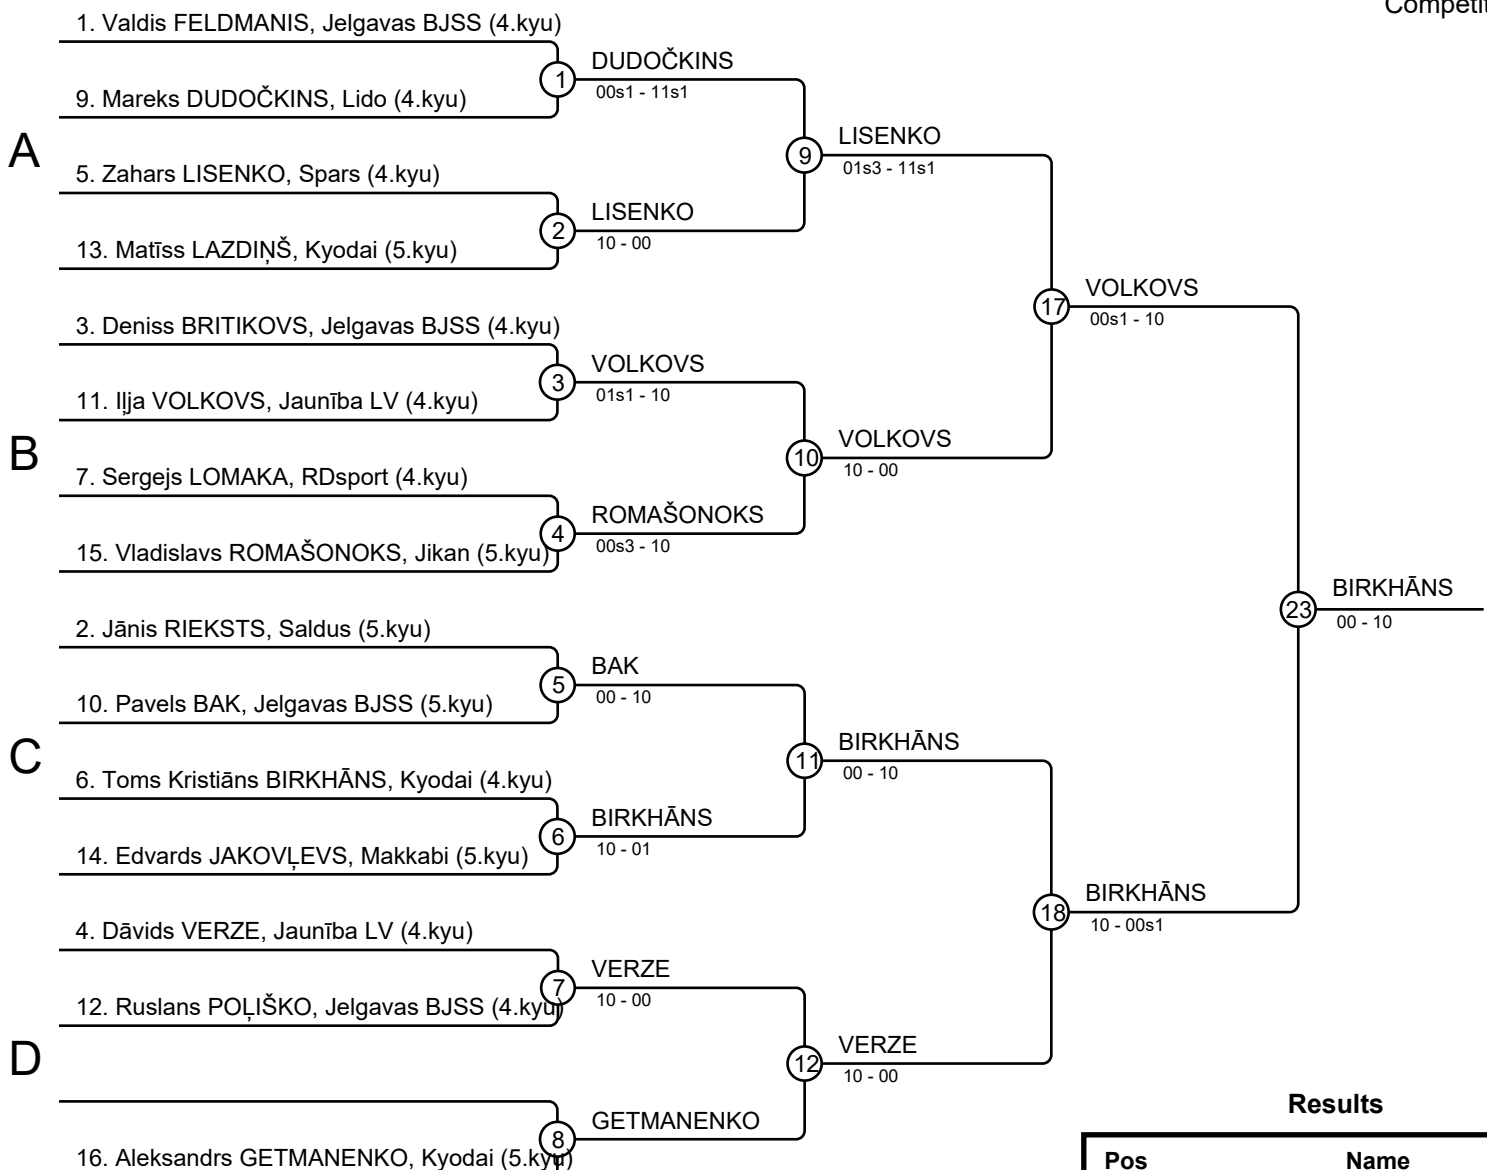 Competit
1. Valdis FELDMANIS, Jelgavas BJSS (4.kyu)
1
DUDOČKINS
00s1 - 11s1
9. Mareks DUDOČKINS, Lido (4.kyu)
A
9
LISENKO
01s3 - 11s1
5. Zahars LISENKO, Spars (4.kyu)
2
LISENKO
10 - 00
13. Matīss LAZDIŅŠ, Kyodai (5.kyu)
17
VOLKOVS
00s1 - 10
3. Deniss BRITIKOVS, Jelgavas BJSS (4.kyu)
3
VOLKOVS
01s1 - 10
11. Iļja VOLKOVS, Jaunība LV (4.kyu)
B
10
VOLKOVS
10 - 00
7. Sergejs LOMAKA, RDsport (4.kyu)
4
ROMAŠONOKS
00s3 - 10
15. Vladislavs ROMAŠONOKS, Jikan (5.kyu)
23
BIRKHĀNS
00 - 10
2. Jānis RIEKSTS, Saldus (5.kyu)
5
BAK
00 - 10
10. Pavels BAK, Jelgavas BJSS (5.kyu)
C
11
BIRKHĀNS
00 - 10
6. Toms Kristiāns BIRKHĀNS, Kyodai (4.kyu)
6
BIRKHĀNS
10 - 01
14. Edvards JAKOVĻEVS, Makkabi (5.kyu)
18
BIRKHĀNS
10 - 00s1
4. Dāvids VERZE, Jaunība LV (4.kyu)
7
VERZE
10 - 00
12. Ruslans POĻIŠKO, Jelgavas BJSS (4.kyu)
D
12
VERZE
10 - 00
8
GETMANENKO
16. Aleksandrs GETMANENKO, Kyodai (5.kyu)
Results
Pos Name